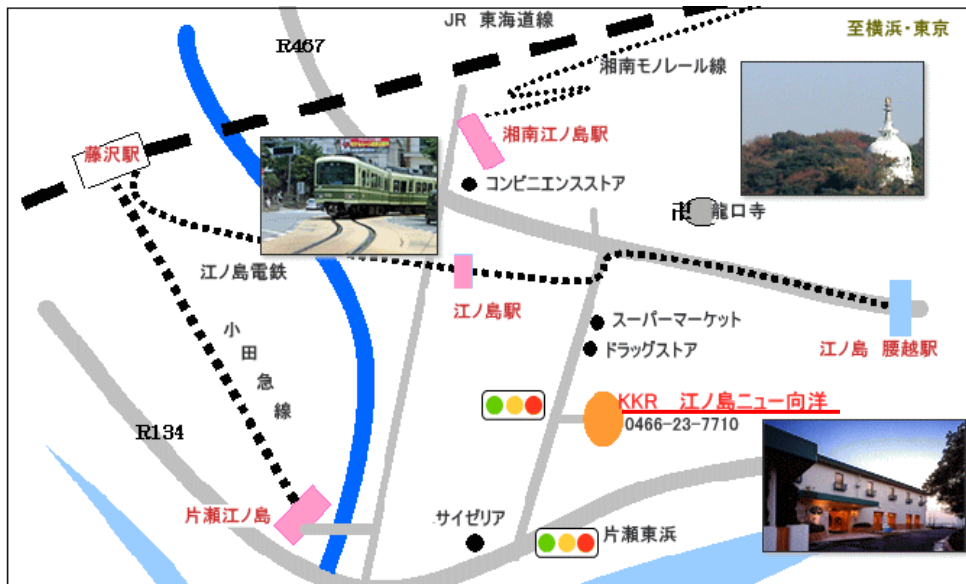 JR 東海道線
至横浜・東京
R467
湘南モノレール線
湘南江ノ島駅
藤沢駅
コンビニエンスストア
卍 龍口寺
江ノ島電鉄
江ノ島駅
スーパーマーケット
ドラッグストア
江ノ島 腰越駅
小田急線
KKR 江ノ島ニュー向洋
0466-23-7710
R134
片瀬江ノ島
サイゼリア
片瀬東浜